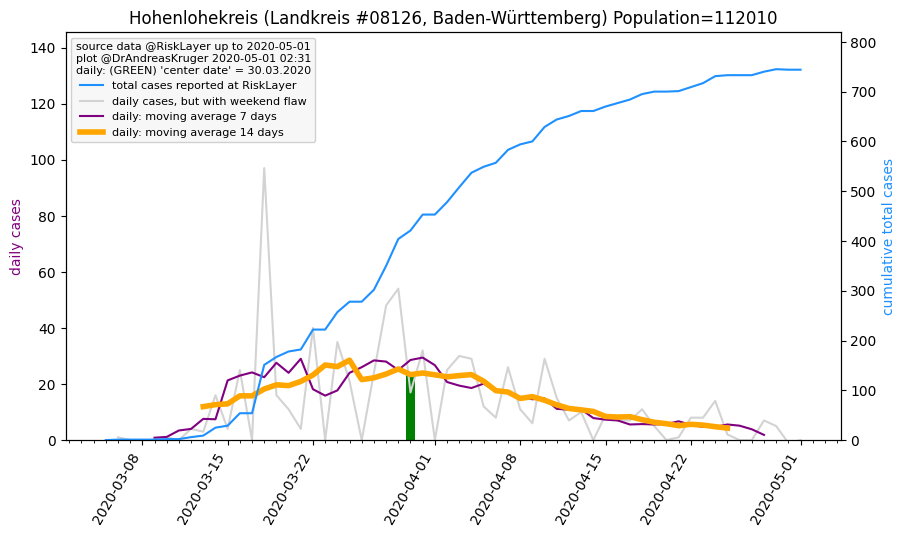 Hohenlohekreis (Landkreis #08126, Baden-Württemberg) Population=112010
source data @RiskLayer up to 2020-05-01
plot @DrAndreasKruger 2020-05-01 02:31
daily: (GREEN) 'center date' = 30.03.2020
total cases reported at RiskLayer
daily cases, but with weekend flaw
daily: moving average 7 days
daily: moving average 14 days
daily cases
140
120
100
80
60
40
20
0
cumulative total cases
800
700
600
500
400
300
200
100
0
2020-03-08
2020-03-15
2020-03-22
2020-04-01
2020-04-08
2020-04-15
2020-04-22
2020-05-01